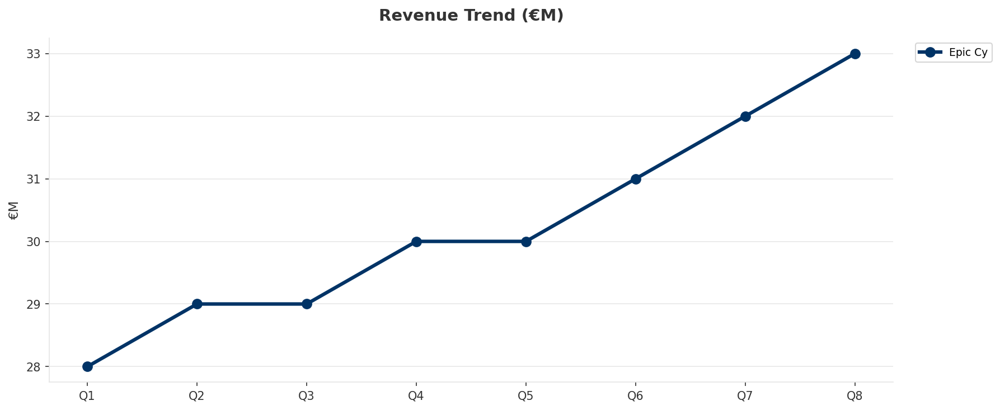 Revenue Trend (€M)
Epic Cy
€M
33
32
31
30
29
28
Q1 Q2 Q3 Q4 Q5 Q6 Q7 Q8